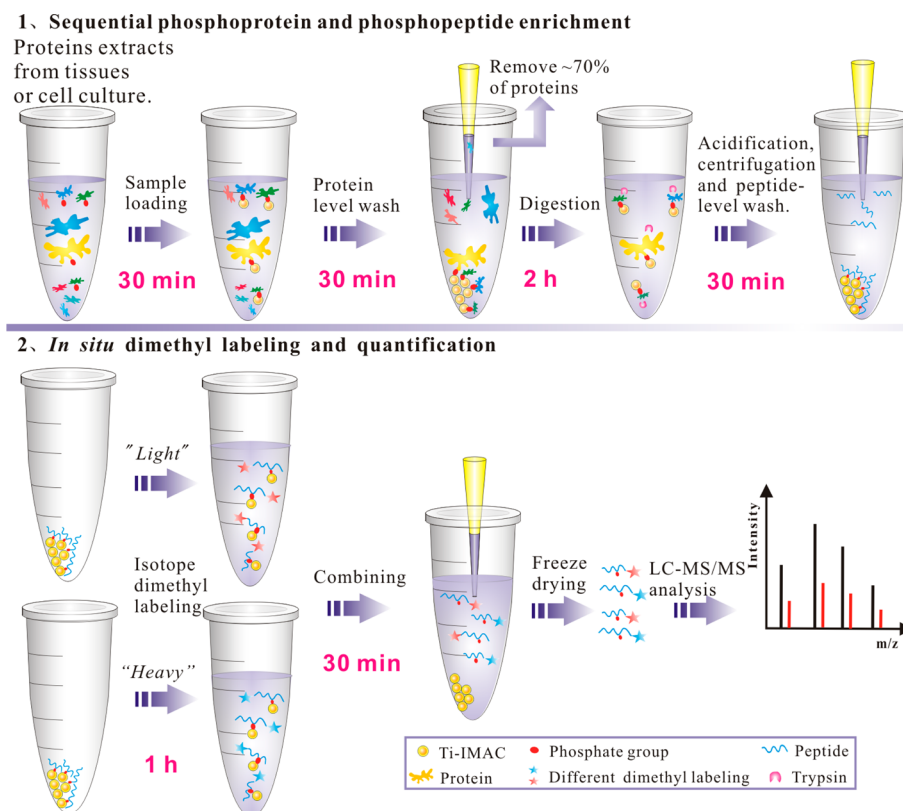 1、Sequential phosphoprotein and phosphopeptide enrichment
Proteins extracts
from tissues
or cell culture.
Sample
loading
30 min
Protein
level wash
30 min
Remove ~70%
of proteins
Digestion
2 h
Acidification,
centrifugation
and peptide-
level wash.
30 min
2、In situ dimethyl labeling and quantification
"Light"
Isotope
dimethyl
labeling
“Heavy”
1 h
Combining
30 min
Freeze
drying
LC-MS/MS
analysis
Intensity
m/z
Ti-IMAC
Phosphate group
Peptide
Protein
Different dimethyl labeling
Trypsin